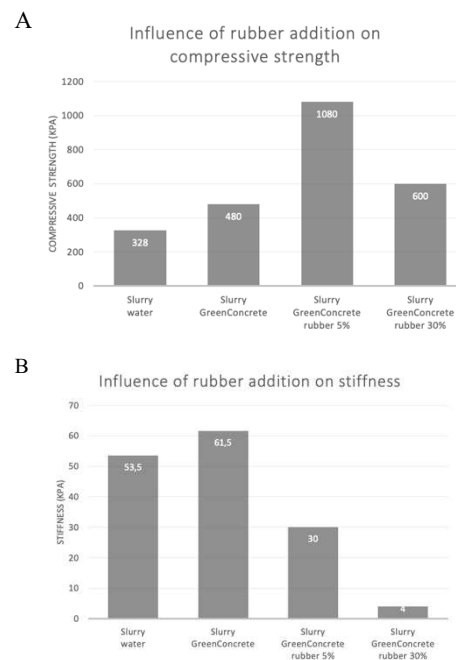 A
Influence of rubber addition on
compressive strength
COMPRESSIVE STRENGTH (KPA)
1200
1000
800
600
400
200
0
328
480
1080
600
Slurry
water
Slurry
GreenConcrete
Slurry
GreenConcrete
rubber 5%
Slurry
GreenConcrete
rubber 30%
B
Influence of rubber addition on stiffness
STIFFNESS (KPA)
70
60
50
40
30
20
10
0
53,5
61,5
30
4
Slurry
water
Slurry
GreenConcrete
Slurry
GreenConcrete
rubber 5%
Slurry
GreenConcrete
rubber 30%